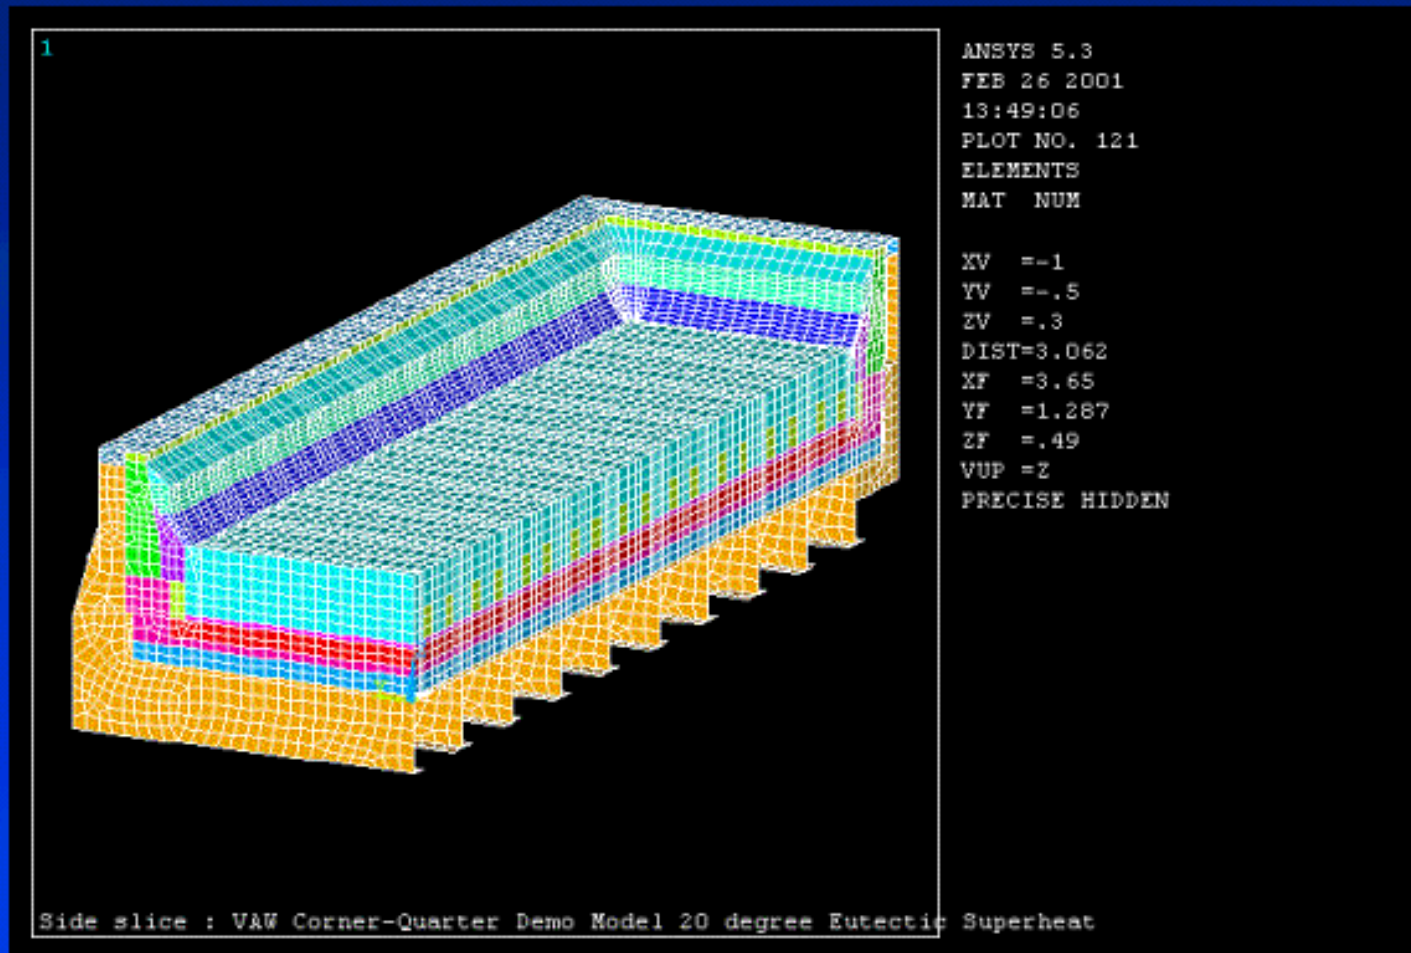 1
ANSYS 5.3
FEB 26 2001
13:49:06
PLOT NO. 121
ELEMENTS
MAT NUM
XV =-1
YV =-.5
ZV =.3
DIST=3.062
XF =3.65
YF =1.287
ZF =.49
VUP =Z
PRECISE HIDDEN
Side slice : VAW Corner-Quarter Demo Model 20 degree Eutectic Superheat